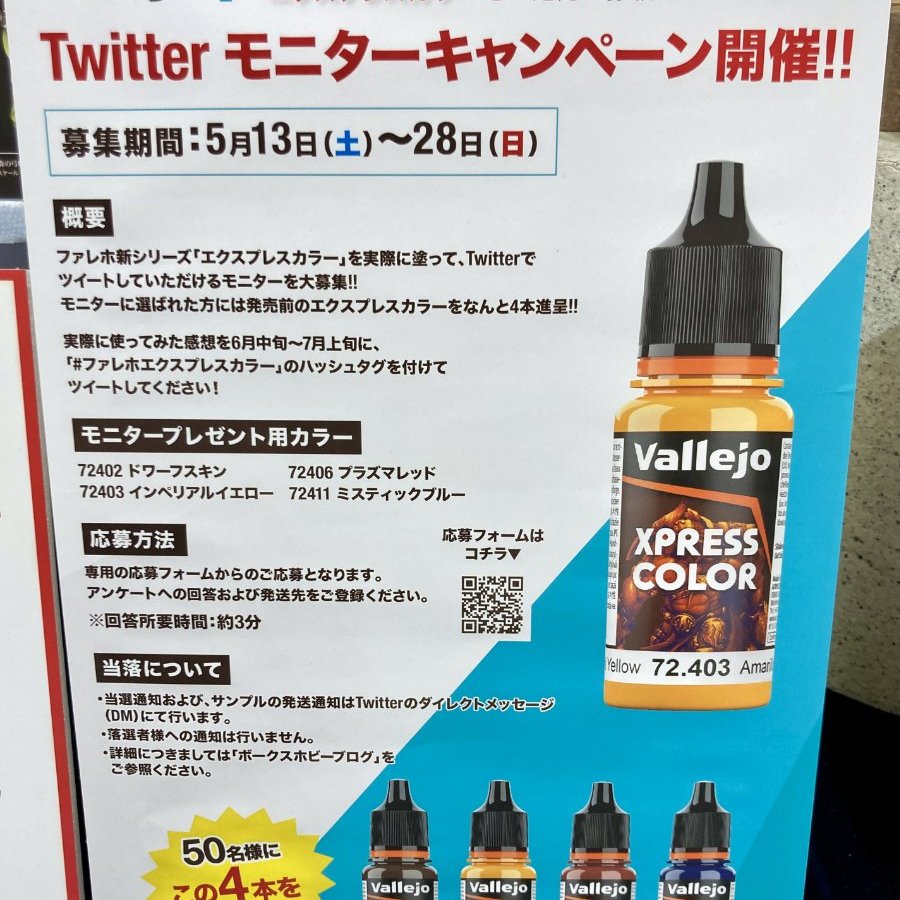 Twitter モニターキャンペーン開催!!
募集期間：5月13日(土)～28日(日)
概要
ファレホ新シリーズ「エクスプレスカラー」を実際に塗って、Twitterで
ツイートしていただけるモニターを大募集!!
モニターに選ばれた方には発売前のエクスプレスカラーをなんと4本進呈!!
実際に使ってみた感想を6月中旬～7月上旬に、
「#ファレホエクスプレスカラー」のハッシュタグを付けて
ツイートしてください！
モニタープレゼント用カラー
72402 ドワーフスキン 72406 プラズマレッド
72403 インペリアルイエロー 72411 ミスティックブルー
応募方法
専用の応募フォームからのご応募となります。
アンケートへの回答および発送先をご登録ください。
※回答所要時間：約3分
応募フォームは
コチラ▼
当落について
・当選通知および、サンプルの発送通知はTwitterのダイレクトメッセージ
(DM)にて行います。
・落選者様への通知は行いません。
・詳細につきましては「ボークスホビーブログ」を
ご参照ください。
50名様に
この4本を
Vallejo
XPRESS
COLOR
Yellow 72.403
Vallejo
Vallejo
Vallejo
Vallejo